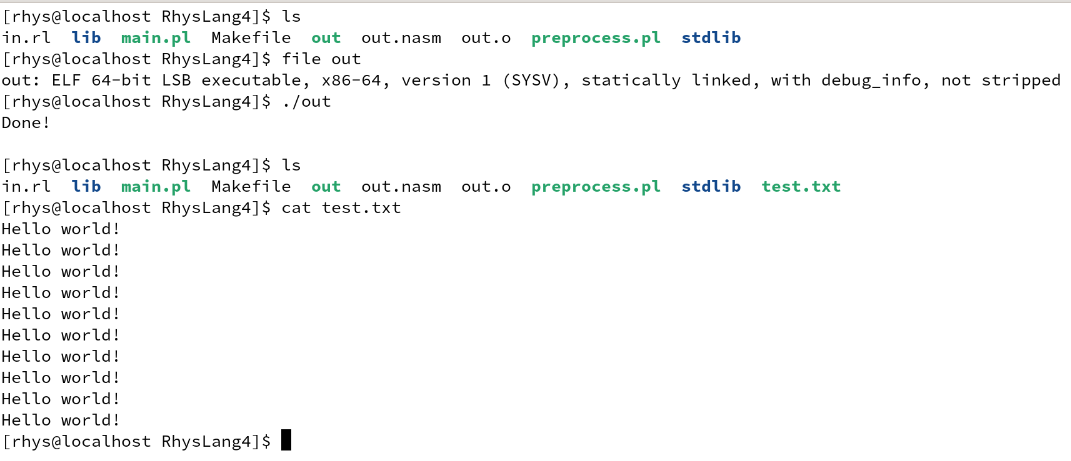 [rhys@localhost RhysLang4]$ ls
in.rl  lib  main.pl  Makefile  out  out.nasm  out.o  preprocess.pl  stdlib
[rhys@localhost RhysLang4]$ file out
out: ELF 64-bit LSB executable, x86-64, version 1 (SYSV), statically linked, with debug_info, not stripped
[rhys@localhost RhysLang4]$ ./out
Done!

[rhys@localhost RhysLang4]$ ls
in.rl  lib  main.pl  Makefile  out  out.nasm  out.o  preprocess.pl  stdlib  test.txt
[rhys@localhost RhysLang4]$ cat test.txt
Hello world!
Hello world!
Hello world!
Hello world!
Hello world!
Hello world!
Hello world!
Hello world!
Hello world!
Hello world!
[rhys@localhost RhysLang4]$